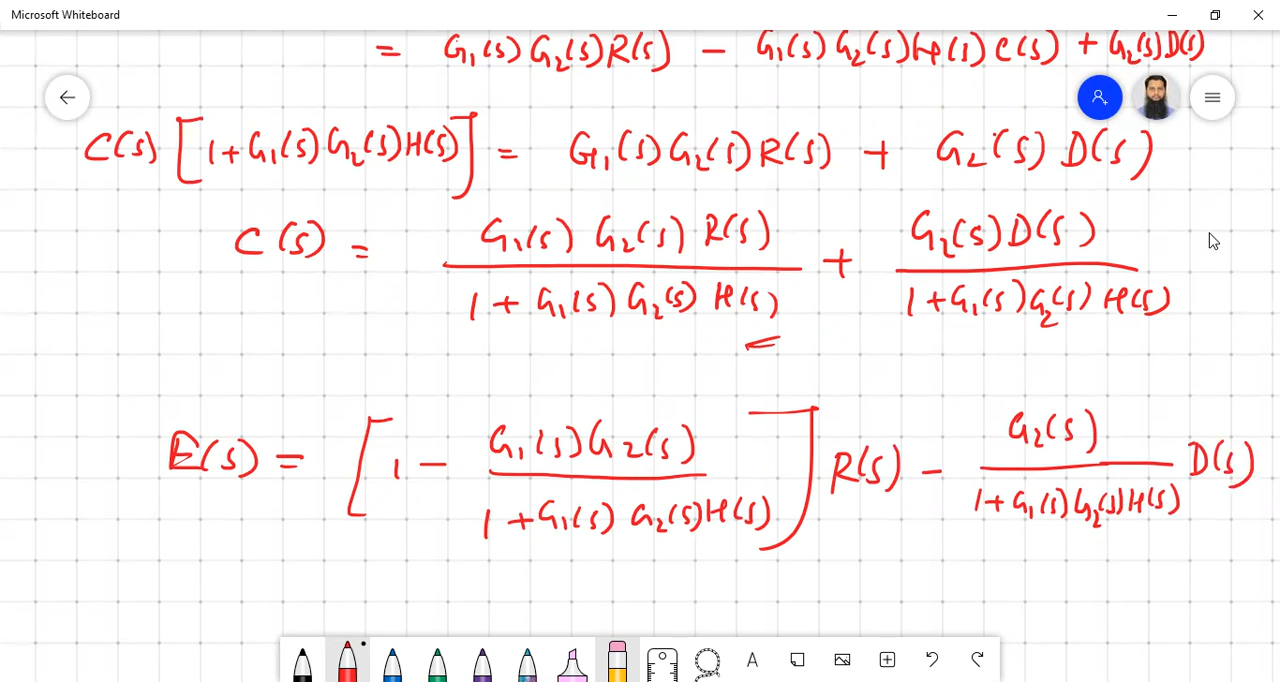 Microsoft Whiteboard
= G₁(s) G₂(s) R(s) - G₁(s) G₂(s) H(s) C(s) + G₂(s) D(s)
C(s) [1 + G₁(s) G₂(s) H(s)] = G₁(s) G₂(s) R(s) + G₂(s) D(s)
C(s) = G₁(s) G₂(s) R(s) / 1 + G₁(s) G₂(s) H(s) + G₂(s) D(s) / 1 + G₁(s) G₂(s) H(s)
E(s) = [1 - G₁(s) G₂(s) / 1 + G₁(s) G₂(s) H(s)] R(s) - G₂(s) / 1 + G₁(s) G₂(s) H(s) D(s)
A